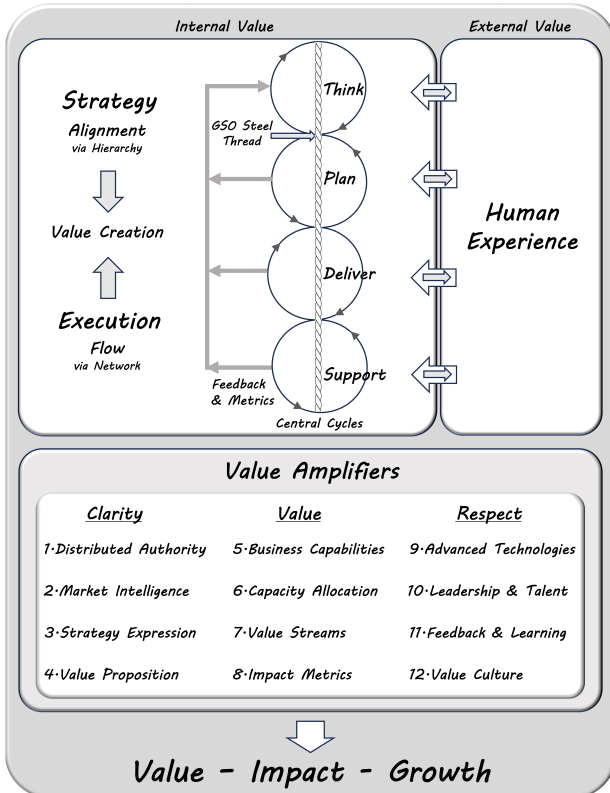 Internal Value
External Value
Strategy
Alignment
via Hierarchy
Value Creation
Execution
Flow
via Network
GSO Steel
Thread
Think
Plan
Deliver
Support
Feedback
& Metrics
Central Cycles
Human
Experience
Value Amplifiers
Clarity
1.Distributed Authority
2.Market Intelligence
3.Strategy Expression
4.Value Proposition
Value
5.Business Capabilities
6.Capacity Allocation
7.Value Streams
8.Impact Metrics
Respect
9.Advanced Technologies
10.Leadership & Talent
11.Feedback & Learning
12.Value Culture
Value – Impact - Growth